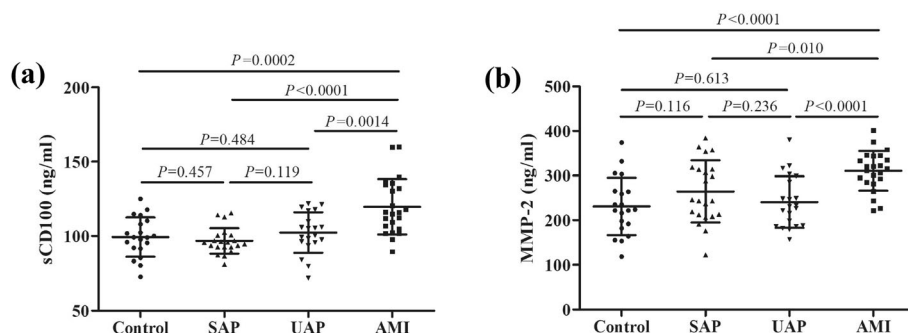 (a)
P=0.0002
P<0.0001
P=0.0014
P=0.484
P=0.457 P=0.119
sCD100 (ng/ml)
200
150
100
50
Control SAP UAP AMI
(b)
P<0.0001
P=0.010
P=0.613
P=0.116 P=0.236 P<0.0001
MMP-2 (ng/ml)
500
400
300
200
100
0
Control SAP UAP AMI